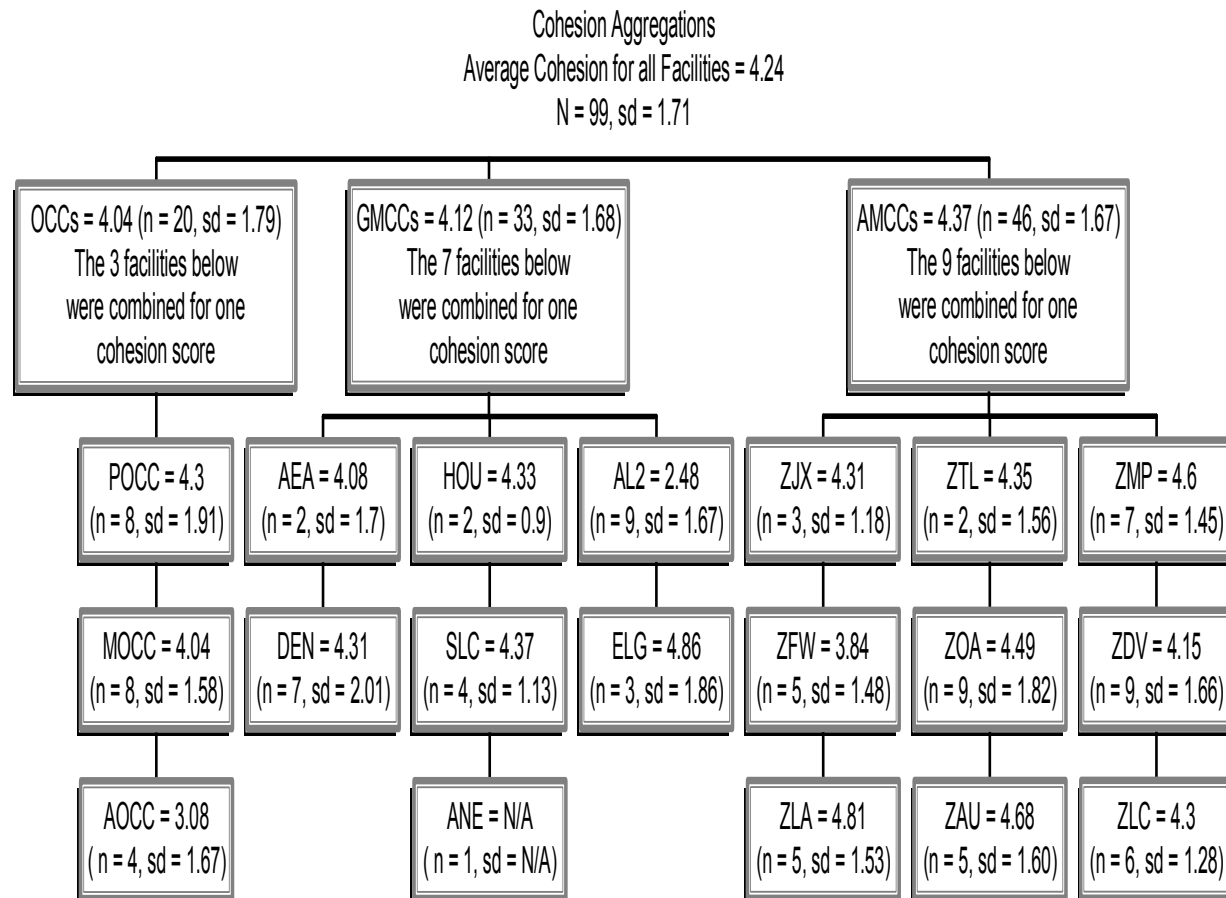 Cohesion Aggregations
Average Cohesion for all Facilities = 4.24
N = 99, sd = 1.71
OCCs = 4.04 (n = 20, sd = 1.79)
The 3 facilities below
were combined for one
cohesion score
GMCCs = 4.12 (n = 33, sd = 1.68)
The 7 facilities below
were combined for one
cohesion score
AMCCs = 4.37 (n = 46, sd = 1.67)
The 9 facilities below
were combined for one
cohesion score
POCC = 4.3
(n = 8, sd = 1.91)
AEA = 4.08
(n = 2, sd = 1.7)
HOU = 4.33
(n = 2, sd = 0.9)
AL2 = 2.48
(n = 9, sd = 1.67)
ZJX = 4.31
(n = 3, sd = 1.18)
ZTL = 4.35
(n = 2, sd = 1.56)
ZMP = 4.6
(n = 7, sd = 1.45)
MOCC = 4.04
(n = 8, sd = 1.58)
DEN = 4.31
(n = 7, sd = 2.01)
SLC = 4.37
(n = 4, sd = 1.13)
ELG = 4.86
(n = 3, sd = 1.86)
ZFW = 3.84
(n = 5, sd = 1.48)
ZOA = 4.49
(n = 9, sd = 1.82)
ZDV = 4.15
(n = 9, sd = 1.66)
AOCC = 3.08
( n = 4, sd = 1.67)
ANE = N/A
( n = 1, sd = N/A)
ZLA = 4.81
(n = 5, sd = 1.53)
ZAU = 4.68
(n = 5, sd = 1.60)
ZLC = 4.3
(n = 6, sd = 1.28)